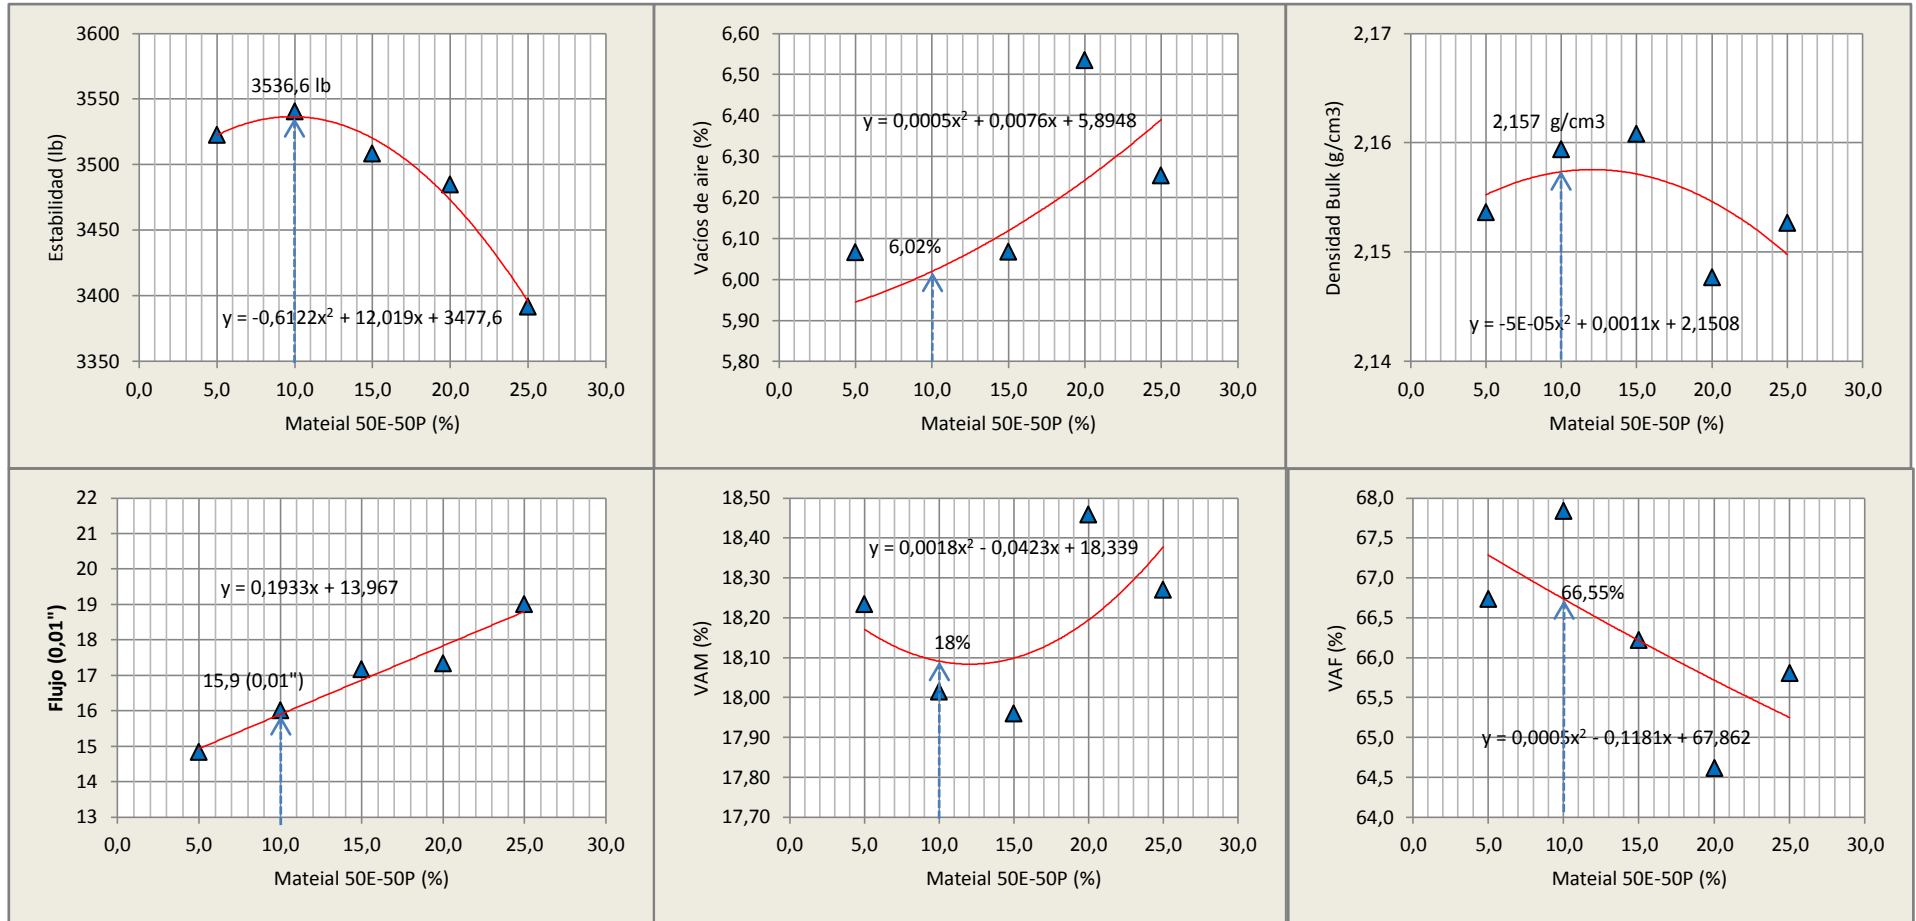 3600
3550
3500
3450
3400
3350
Estabilidad (lb)
3536,6 lb
y = -0,6122x² + 12,019x + 3477,6
0,0 5,0 10,0 15,0 20,0 25,0 30,0
Mateial 50E-50P (%)
6,60
6,50
6,40
6,30
6,20
6,10
6,00
5,90
5,80
Vacíos de aire (%)
y = 0,0005x² + 0,0076x + 5,8948
6,02%
0,0 5,0 10,0 15,0 20,0 25,0 30,0
Mateial 50E-50P (%)
2,17
2,16
2,15
2,14
Densidad Bulk (g/cm3)
2,157 g/cm3
y = -5E-05x² + 0,0011x + 2,1508
0,0 5,0 10,0 15,0 20,0 25,0 30,0
Mateial 50E-50P (%)
22
21
20
19
18
17
16
15
14
13
Flujo (0,01")
y = 0,1933x + 13,967
15,9 (0,01")
0,0 5,0 10,0 15,0 20,0 25,0 30,0
Mateial 50E-50P (%)
18,50
18,40
18,30
18,20
18,10
18,00
17,90
17,80
17,70
VAM (%)
y = 0,0018x² - 0,0423x + 18,339
18%
0,0 5,0 10,0 15,0 20,0 25,0 30,0
Mateial 50E-50P (%)
68,0
67,5
67,0
66,5
66,0
65,5
65,0
64,5
64,0
VAF (%)
66,55%
y = 0,0005x² - 0,1181x + 67,862
0,0 5,0 10,0 15,0 20,0 25,0 30,0
Mateial 50E-50P (%)